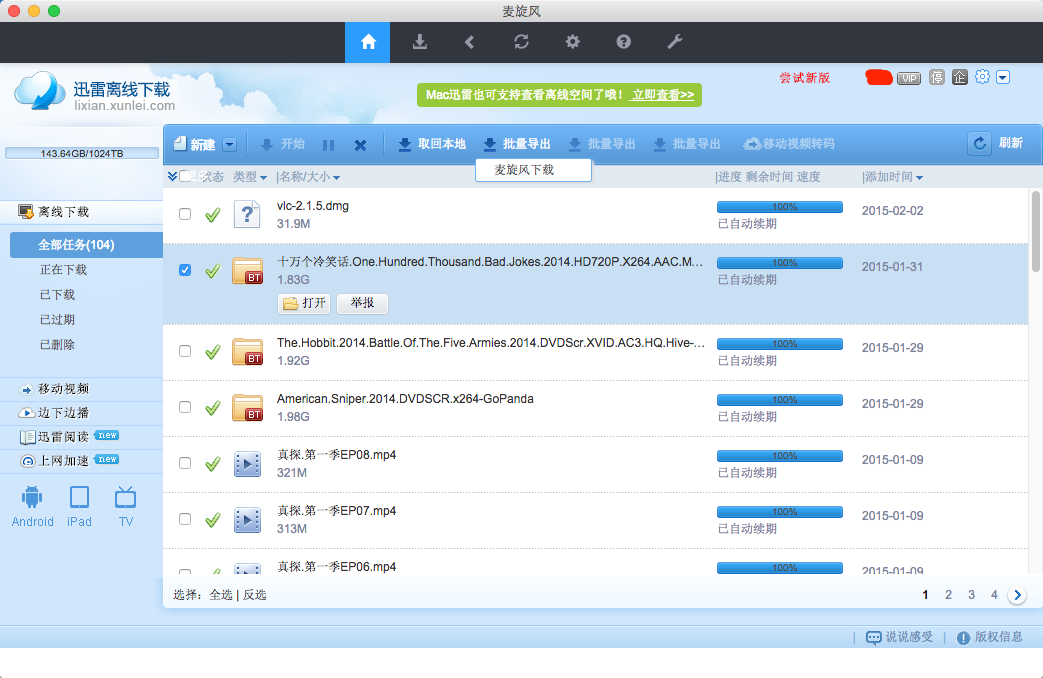 麦旋风
迅雷离线下载
lixian.xunlei.com
Mac迅雷也可支持查看离线空间了哦! 立即查看>>
尝试新版
VIP 停 企
143.64GB/1024TB
新建 开始 取回本地 批量导出 批量导出 批量导出 移动视频转码 刷新
麦旋风下载
状态 类型 |名称/大小 |进度 剩余时间 速度 |添加时间
离线下载
全部任务(104)
正在下载
已下载
已过期
已删除
移动视频
边下边播
迅雷阅读 new
上网加速 new
Android iPad TV
vlc-2.1.5.dmg
31.9M
100%
已自动续期
2015-02-02
十万个冷笑话.One.Hundred.Thousand.Bad.Jokes.2014.HD720P.X264.AAC.M...
BT
1.83G
打开 举报
100%
已自动续期
2015-01-31
The.Hobbit.2014.Battle.Of.The.Five.Armies.2014.DVDScr.XVID.AC3.HQ.Hive-...
BT
1.92G
100%
已自动续期
2015-01-29
American.Sniper.2014.DVDSCR.x264-GoPanda
BT
1.98G
100%
已自动续期
2015-01-29
真探.第一季EP08.mp4
321M
100%
已自动续期
2015-01-09
真探.第一季EP07.mp4
313M
100%
已自动续期
2015-01-09
真探.第一季EP06.mp4
100%
2015-01-09
选择: 全选 | 反选
1 2 3 4
| 说说感受 | 版权信息